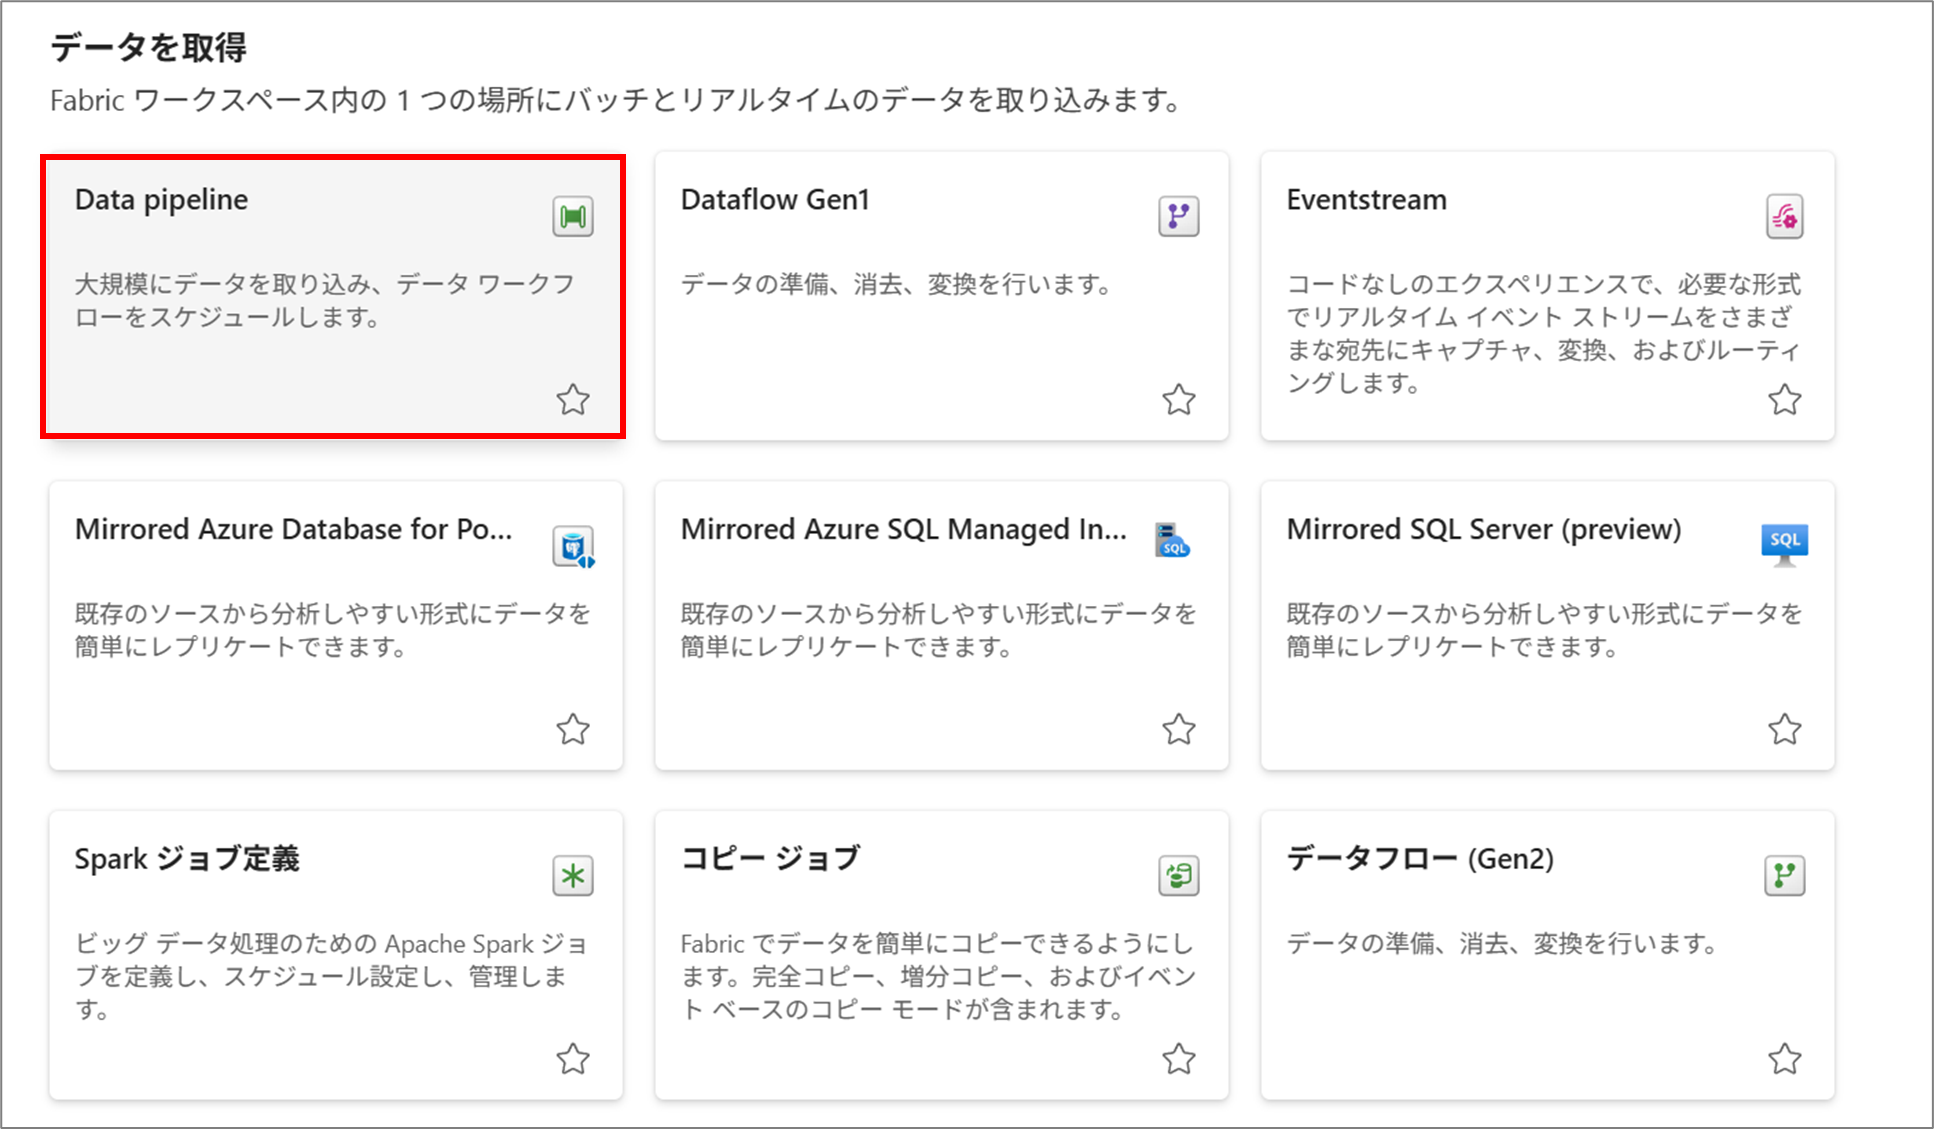 データを取得
Fabric ワークスペース内の 1 つの場所にバッチとリアルタイムのデータを取り込みます。
Data pipeline
大規模にデータを取り込み、データ ワークフ
ローをスケジュールします。
Dataflow Gen1
データの準備、消去、変換を行います。
Eventstream
コードなしのエクスペリエンスで、必要な形式
でリアルタイム イベント ストリームをさまざ
まな宛先にキャプチャ、変換、およびルーティ
ングします。
Mirrored Azure Database for Po...
既存のソースから分析しやすい形式にデータを
簡単にレプリケートできます。
Mirrored Azure SQL Managed In...
SQL
既存のソースから分析しやすい形式にデータを
簡単にレプリケートできます。
Mirrored SQL Server (preview)
SQL
既存のソースから分析しやすい形式にデータを
簡単にレプリケートできます。
Spark ジョブ定義
ビッグ データ処理のための Apache Spark ジョ
ブを定義し、スケジュール設定し、管理しま
す。
コピー ジョブ
Fabric でデータを簡単にコピーできるようにし
ます。完全コピー、増分コピー、およびイベン
ト ベースのコピー モードが含まれます。
データフロー (Gen2)
データの準備、消去、変換を行います。